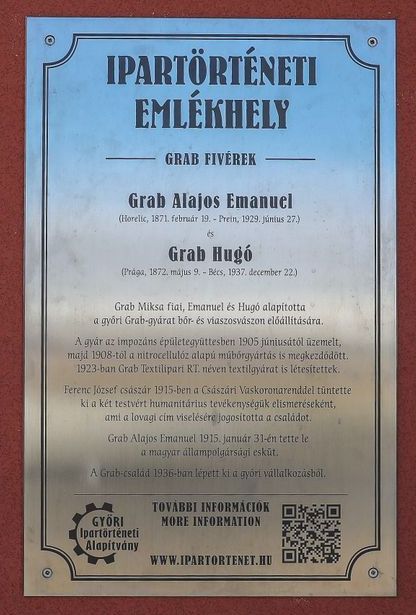 IPARTÖRTÉNETI
EMLÉKHELY
GRAB FIVÉREK
Grab Alajos Emanuel
(Horelic, 1871. február 19. - Prein, 1929. június 27.)
és
Grab Hugó
(Prága, 1872. május 9. - Bécs, 1937. december 22.)
Grab Miksa fiai, Emanuel és Hugó alapította
a győri Grab-gyárat bőr- és viaszosvászon előállítására.
A gyár az impozáns épületegyüttesben 1905 júniusától üzemelt,
majd 1908-tól a nitrocellulóz alapú műbőrgyártás is megkezdődött.
1923-ban Grab Textilipari R.T. néven textilgyárat is létesítettek.
Ferenc József császár 1915-ben a Császári Vaskoronarenddel tüntette
ki a két testvért humanitárius tevékenységük elismeréseként,
ami a lovagi cím viselésére jogosította a családot.
Grab Alajos Emanuel 1915. január 31-én tette le
a magyar állampolgársági esküt.
A Grab-család 1936-ban lépett ki a győri vállalkozásból.
GYŐRI
Ipartörténeti
Alapítvány
TOVÁBBI INFORMÁCIÓK
MORE INFORMATION
WWW.IPARTORTENET.HU